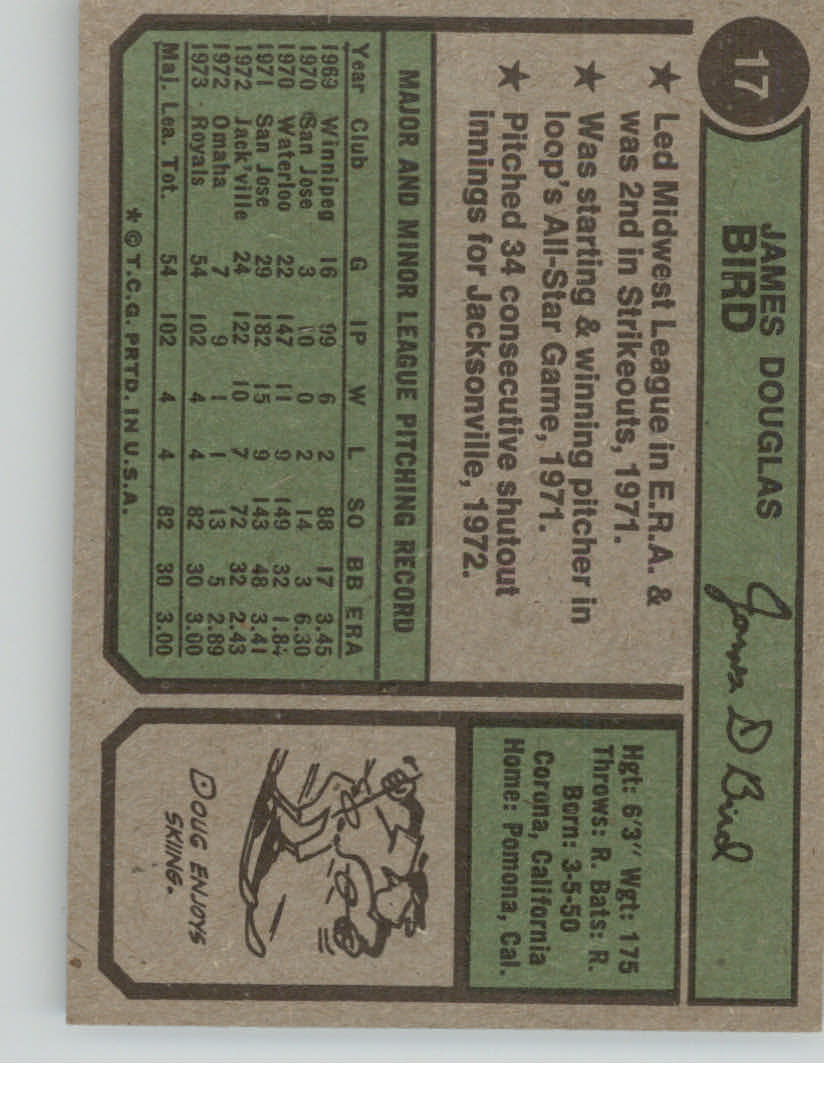 17
JAMES DOUGLAS
BIRD
James D Bird
★ Led Midwest League in E.R.A. &
was 2nd in Strikeouts, 1971.
★ Was starting & winning pitcher in
loop's All-Star Game, 1971.
★ Pitched 34 consecutive shutout
innings for Jacksonville, 1972.
Hgt: 6'3" Wgt: 175
Throws: R. Bats: R.
Born: 3-5-50
Corona, California
Home: Pomona, Cal.
MAJOR AND MINOR LEAGUE PITCHING RECORD
Year Club G IP W L SO BB ERA
1969 Winnipeg 16 99 6 2 88 17 3.45
1970 San Jose 3 10 0 2 14 3 6.30
1970 Waterloo 22 147 11 9 149 32 1.84
1971 San Jose 29 182 15 9 143 48 3.41
1972 Jack'ville 24 122 10 7 72 32 2.43
1972 Omaha 7 9 1 1 13 5 2.89
1973 Royals 54 102 4 4 82 30 3.00
Maj. Lea. Tot. 54 102 4 4 82 30 3.00
* © T.C.G. PRTD. IN U.S.A.
DOUG ENJOYS
SKIING.